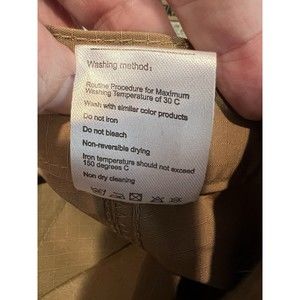 Washing method:
Routine Procedure for Maximum
Washing Temperature of 30 C
Wash with similar color products
Do not iron
Do not bleach
Non-reversible drying
Iron temperature should not exceed
150 degrees C
Non dry cleaning